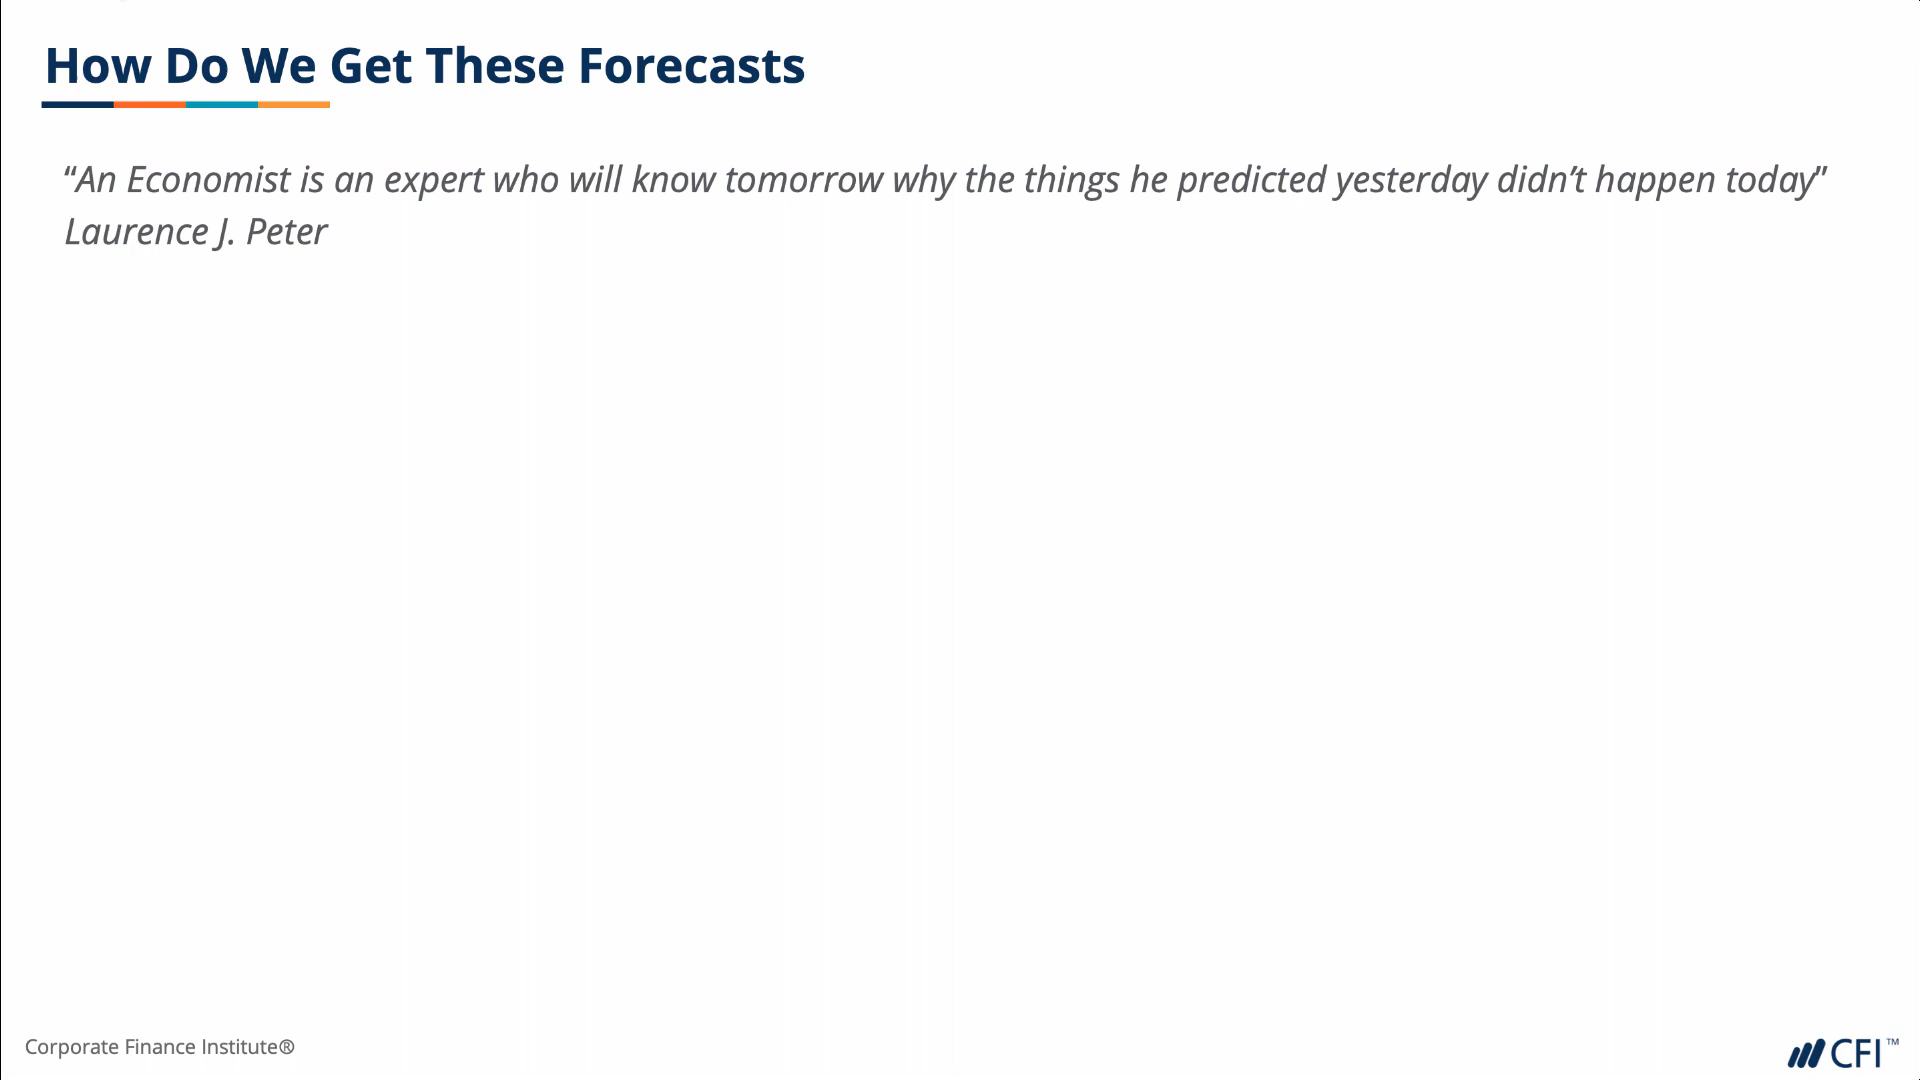 How Do We Get These Forecasts
“An Economist is an expert who will know tomorrow why the things he predicted yesterday didn’t happen today”
Laurence J. Peter
Corporate Finance Institute®
CFI™